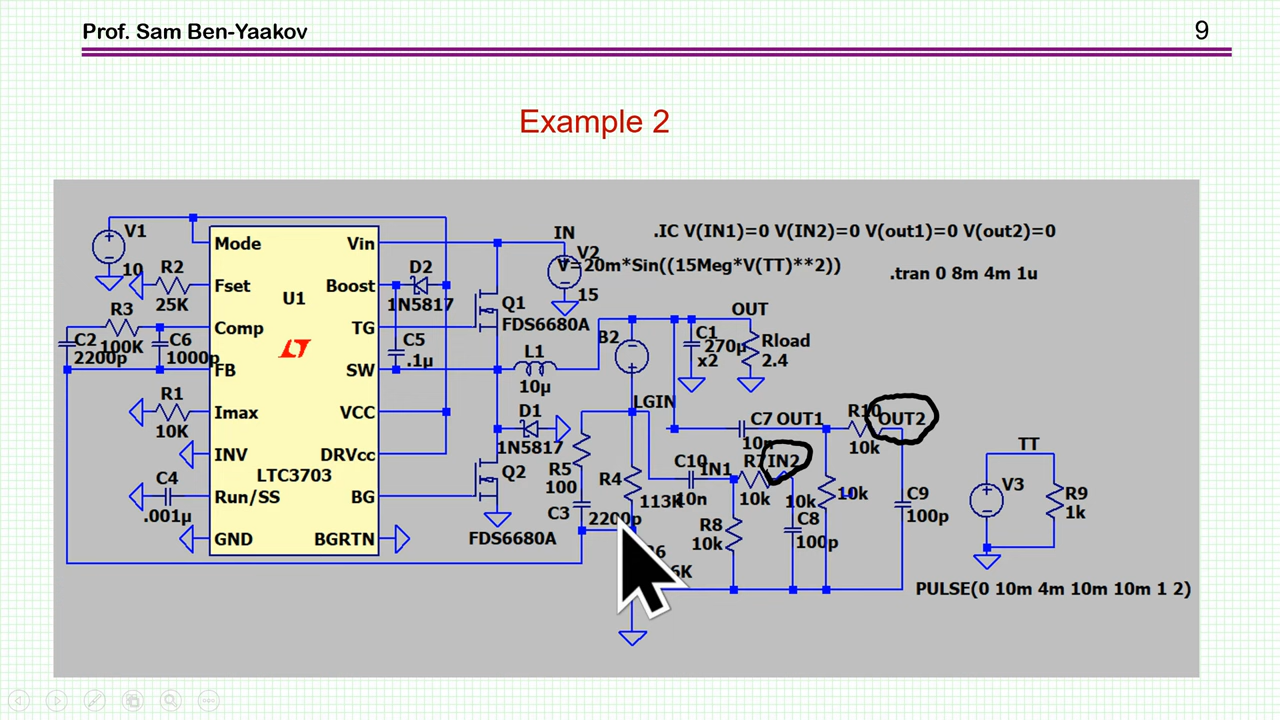 Prof. Sam Ben-Yaakov
9
Example 2
V1
10
R2
25K
R3
100K
C2
2200p
C6
1000p
R1
10K
C4
.001µ
Mode
Fset
Comp
FB
Imax
INV
Run/SS
GND
U1
LTC3703
Vin
Boost
TG
SW
VCC
DRVcc
BG
BGRTN
D2
1N5817
C5
.1µ
Q1
FDS6680A
L1
10µ
D1
1N5817
Q2
FDS6680A
IN
V2
15
V=20m*Sin((15Meg*V(TT)**2))
.IC V(IN1)=0 V(IN2)=0 V(out1)=0 V(out2)=0
.tran 0 8m 4m 1u
B2
OUT
C1
270µ
x2
Rload
2.4
LGIN
R5
100
C3
2200p
R4
113K
C7
10n
OUT1
R10
10k
OUT2
C10
10n
IN1
R7
10k
IN2
R8
10k
C8
100p
10k
10k
C9
100p
TT
V3
R9
1k
PULSE(0 10m 4m 10m 10m 1 2)